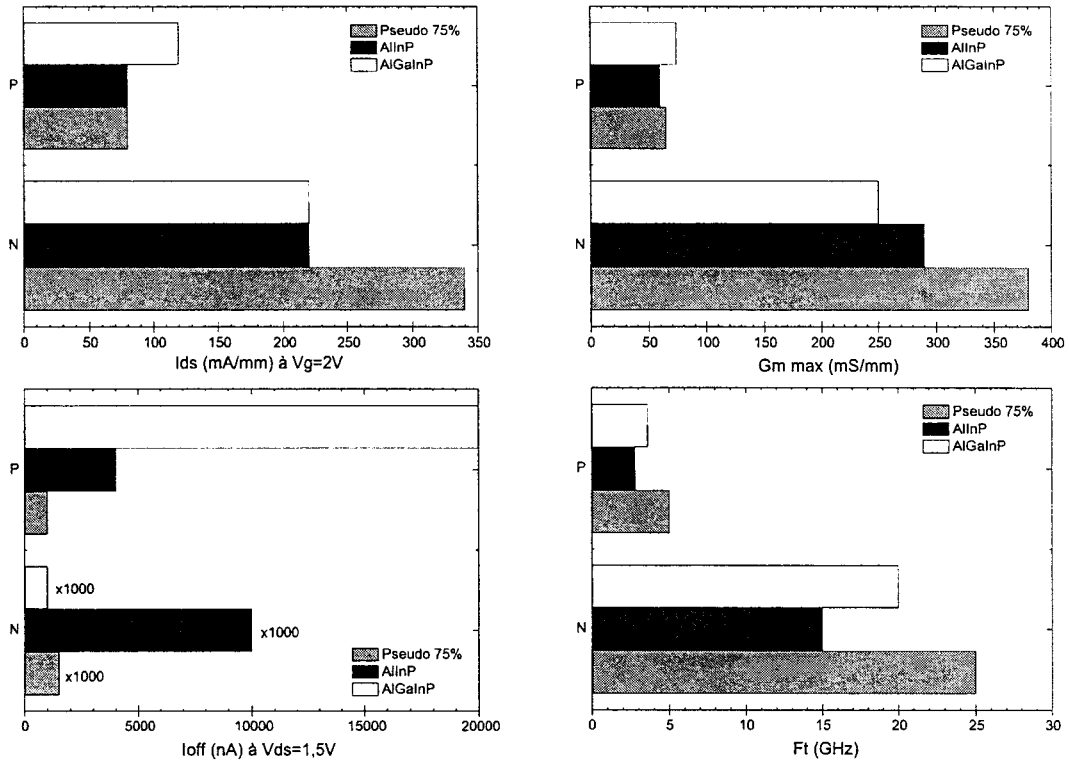 Pseudo 75%
AlInP
AlGaInP
P
N
0 50 100 150 200 250 300 350
Ids (mA/mm) à Vg=2V
Pseudo 75%
AlInP
AlGaInP
P
N
0 50 100 150 200 250 300 350 400
Gm max (mS/mm)
P
x1000
N
x1000
x1000
Pseudo 75%
AlInP
AlGaInP
0 5000 10000 15000 20000
Ioff (nA) à Vds=1,5V
Pseudo 75%
AlInP
AlGaInP
P
N
0 5 10 15 20 25 30
Ft (GHz)